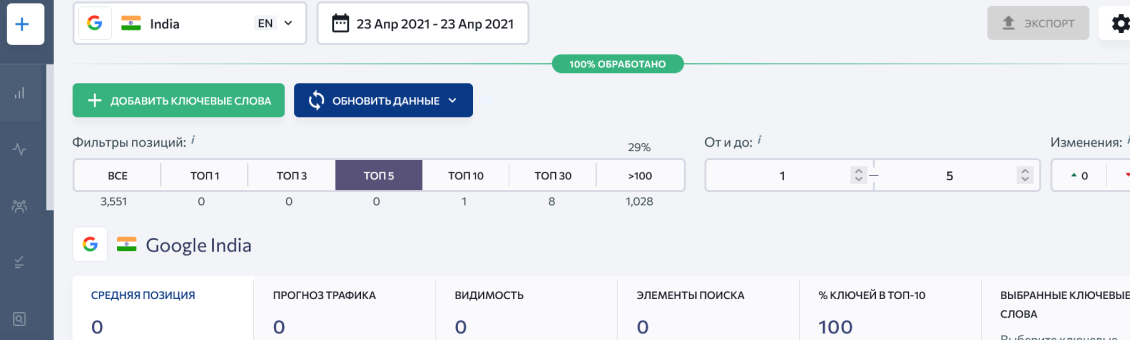 India EN 23 Апр 2021 - 23 Апр 2021 ЭКСПОРТ
100% ОБРАБОТАНО
ДОБАВИТЬ КЛЮЧЕВЫЕ СЛОВА ОБНОВИТЬ ДАННЫЕ
Фильтры позиций: i От и до: i Изменения: i
29%
ВСЕ ТОП 1 ТОП 3 ТОП 5 ТОП 10 ТОП 30 >100 1 — 5 0
3,551 0 0 0 1 8 1,028
Google India
СРЕДНЯЯ ПОЗИЦИЯ ПРОГНОЗ ТРАФИКА ВИДИМОСТЬ ЭЛЕМЕНТЫ ПОИСКА % КЛЮЧЕЙ В ТОП-10 ВЫБРАННЫЕ КЛЮЧЕВЫЕ
СЛОВА
0 0 0 0 100
Выберите ключевые